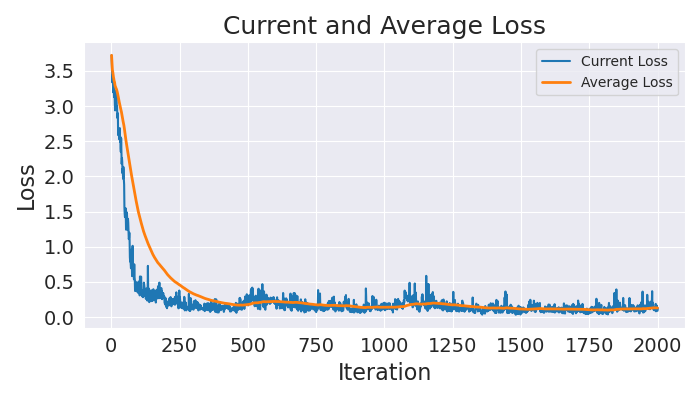 Current and Average Loss
Current Loss
Average Loss
Loss
3.5
3.0
2.5
2.0
1.5
1.0
0.5
0.0
0 250 500 750 1000 1250 1500 1750 2000
Iteration